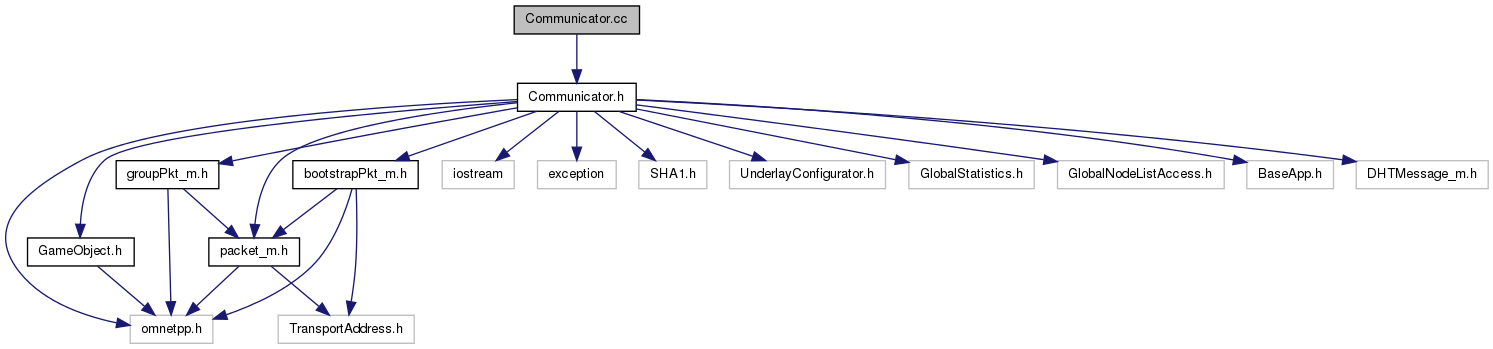 Communicator.cc
Communicator.h
groupPkt_m.h
bootstrapPkt_m.h
iostream
exception
SHA1.h
UnderlayConfigurator.h
GlobalStatistics.h
GlobalNodeListAccess.h
BaseApp.h
DHTMessage_m.h
GameObject.h
packet_m.h
omnetpp.h
TransportAddress.h